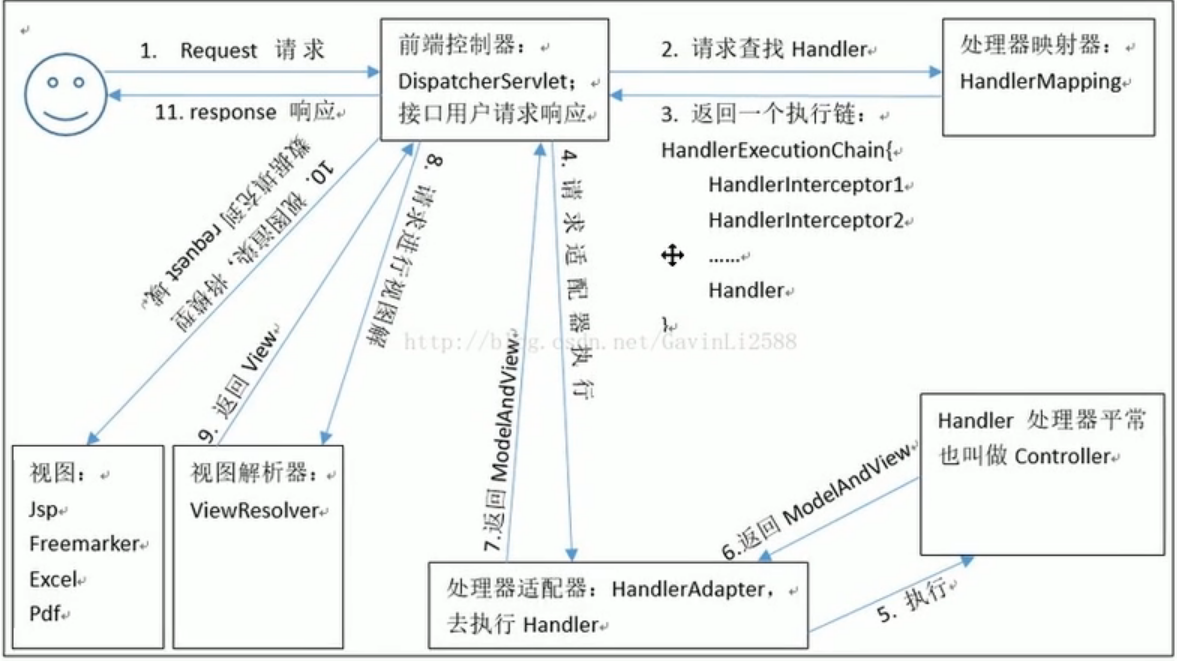 1. Request 请求
11. response 响应
前端控制器：
DispatcherServlet；
接口用户请求响应
2. 请求查找 Handler
3. 返回一个执行链：
HandlerExecutionChain{
HandlerInterceptor1
HandlerInterceptor2
......
Handler
}
处理器映射器：
HandlerMapping
10. 视图渲染，将模型
数据填充到 request 域。
9. 返回 View
8. 请求进行视图解
7.返回 ModelAndView
4. 请求适配器执行
http://blog.csdn.net/GavinLi2588
视图：
Jsp
Freemarker
Excel
Pdf
视图解析器：
ViewResolver
处理器适配器：HandlerAdapter，
去执行 Handler
6.返回 ModelAndView
5. 执行
Handler 处理器平常
也叫做 Controller